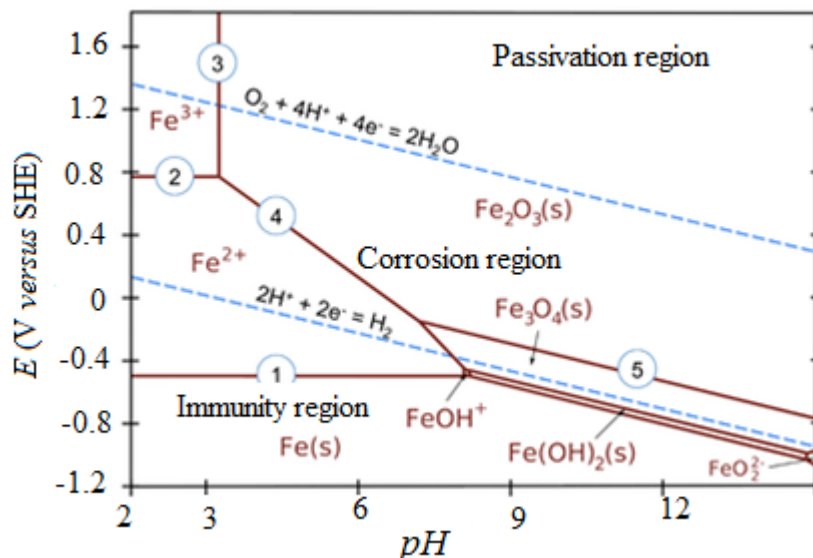 1.6
1.2
0.8
0.4
0
-0.4
-0.8
-1.2
E (V versus SHE)
2
3
6
9
12
pH
Passivation region
3
O₂ + 4H⁺ + 4e⁻ = 2H₂O
Fe³⁺
2
Fe₂O₃(s)
4
Fe²⁺
Corrosion region
2H⁺ + 2e⁻ = H₂
Fe₃O₄(s)
5
1
Immunity region
FeOH⁺
Fe(s)
Fe(OH)₂(s)
FeO₂²⁻